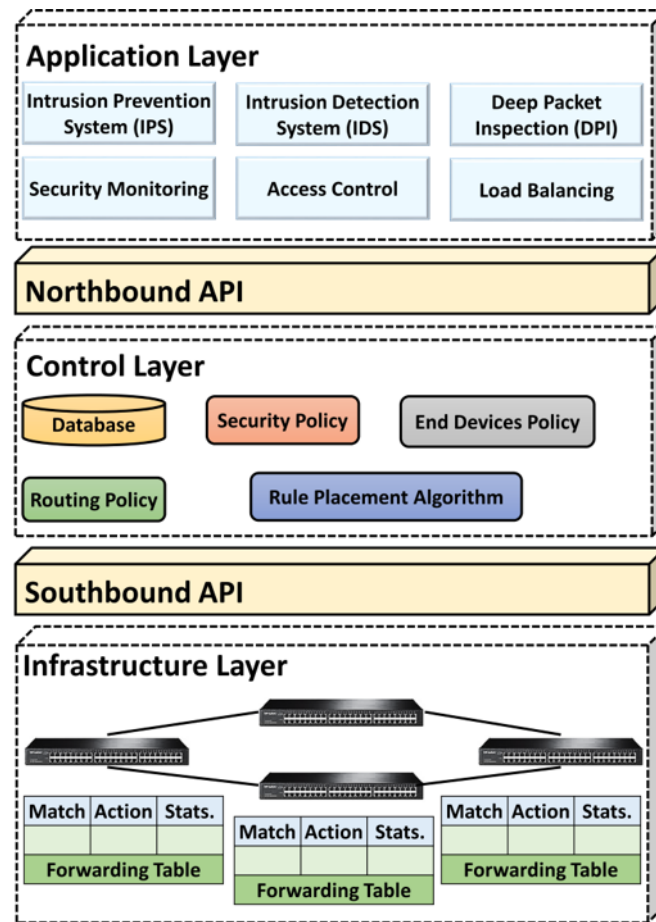 Application Layer
Intrusion Prevention
System (IPS)
Intrusion Detection
System (IDS)
Deep Packet
Inspection (DPI)
Security Monitoring
Access Control
Load Balancing
Northbound API
Control Layer
Database
Security Policy
End Devices Policy
Routing Policy
Rule Placement Algorithm
Southbound API
Infrastructure Layer
Match Action Stats.
Forwarding Table
Match Action Stats.
Forwarding Table
Match Action Stats.
Forwarding Table